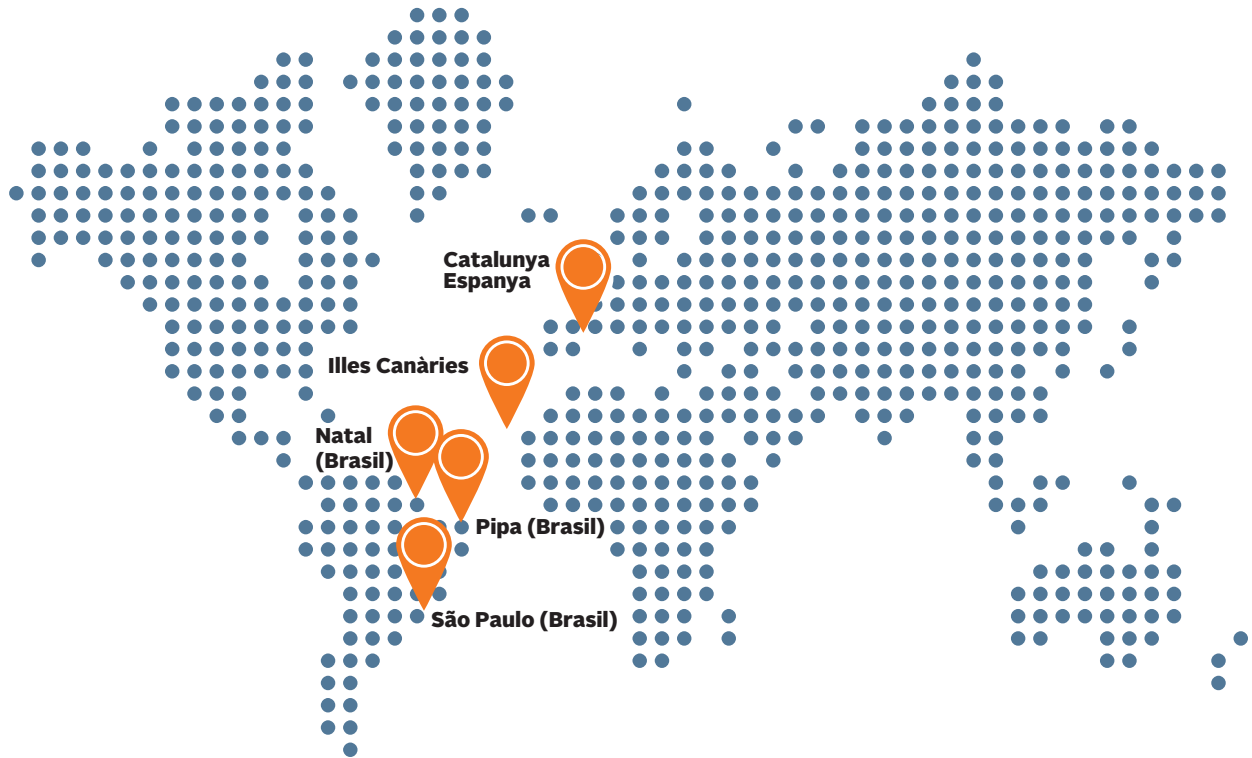 Catalunya
Espanya
Illes Canàries
Natal
(Brasil)
Pipa (Brasil)
São Paulo (Brasil)